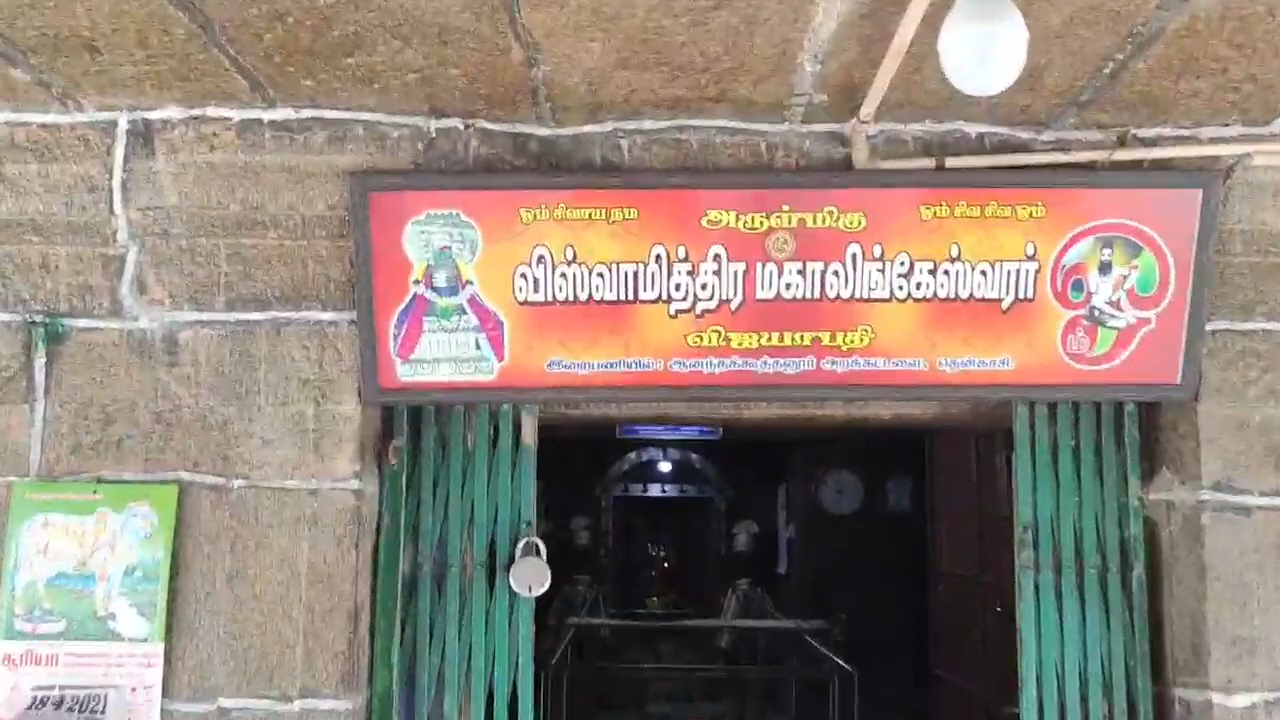 ஓம் சிவாய நம
அருள்மிகு
ஓம் சிவ சிவ ஓம்
விஸ்வாமித்திர மகாலிங்கேஸ்வரர்
விஜயாபதி
இறைபணியில் : ஆனந்தக்கூத்தனூர் அறக்கட்டளை, தென்காசி.
ம்
சூரியா
2021